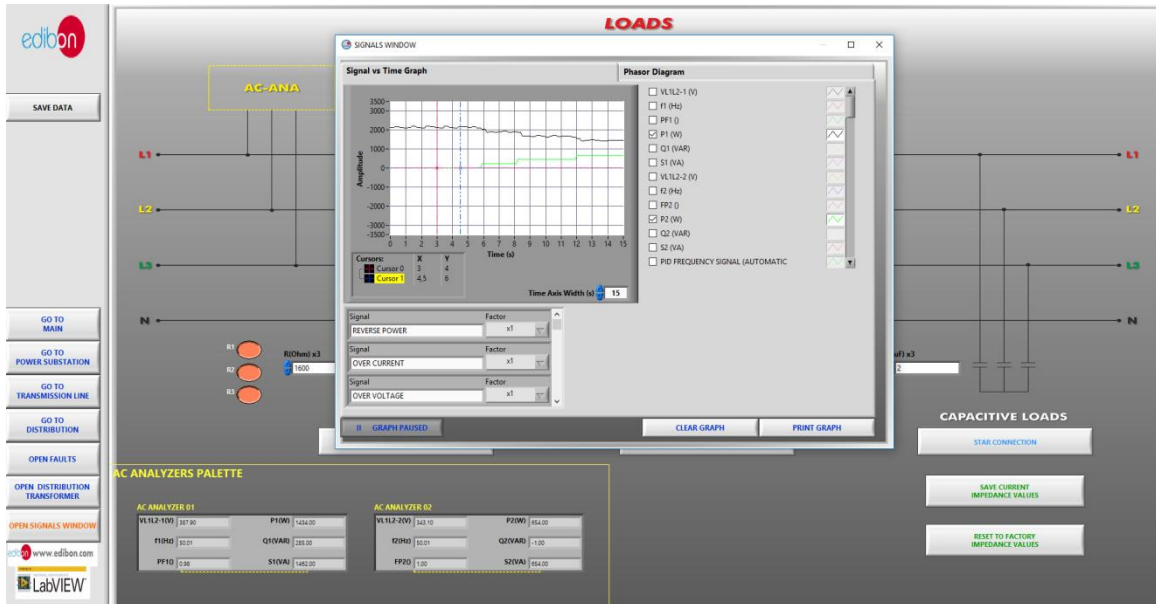 edibon
SAVE DATA
GO TO
MAIN
GO TO
POWER SUBSTATION
GO TO
TRANSMISSION LINE
GO TO
DISTRIBUTION
OPEN FAULTS
OPEN DISTRIBUTION
TRANSFORMER
OPEN SIGNALS WINDOW
www.edibon.com
LabVIEW
LOADS
AC-ANA
L1
L2
L3
N
L1
L2
L3
N
R1
R2
R3
R(Ohm) x3
1600
uF) x3
2
SIGNALS WINDOW
Signal vs Time Graph
Phasor Diagram
Amplitude
3500
3000
2000
1000
0
-1000
-2000
-3000
-3500
0 1 2 3 4 5 6 7 8 9 10 11 12 13 14 15
Time (s)
Cursors: X Y
Cursor 0 3 4
Cursor 1 4,5 6
Time Axis Width (s) 15
VL1L2-1 (V)
f1 (Hz)
PF1 ()
P1 (W)
Q1 (VAR)
S1 (VA)
VL1L2-2 (V)
f2 (Hz)
FP2 ()
P2 (W)
Q2 (VAR)
S2 (VA)
PID FREQUENCY SIGNAL (AUTOMATIC
Signal Factor
REVERSE POWER x1
Signal Factor
OVER CURRENT x1
Signal Factor
OVER VOLTAGE x1
II GRAPH PAUSED
CLEAR GRAPH
PRINT GRAPH
CAPACITIVE LOADS
STAR CONNECTION
SAVE CURRENT
IMPEDANCE VALUES
RESET TO FACTORY
IMPEDANCE VALUES
AC ANALYZERS PALETTE
AC ANALYZER 01
VL1L2-1(V) 387.90 P1(W) 1434.00
f1(Hz) 50.01 Q1(VAR) 285.00
PF1() 0.98 S1(VA) 1462.00
AC ANALYZER 02
VL1L2-2(V) 343.10 P2(W) 654.00
f2(Hz) 50.01 Q2(VAR) -1.00
FP2() 1.00 S2(VA) 654.00